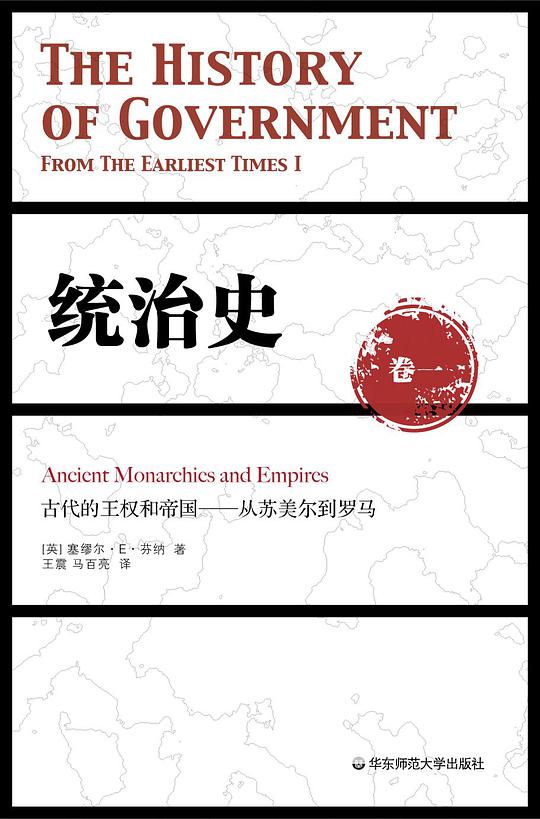 THE HISTORY
OF GOVERNMENT
FROM THE EARLIEST TIMES I
统治史
卷一
Ancient Monarchies and Empires
古代的王权和帝国——从苏美尔到罗马
[英] 塞缪尔·E·芬纳 著
王震 马百亮 译
华东师范大学出版社